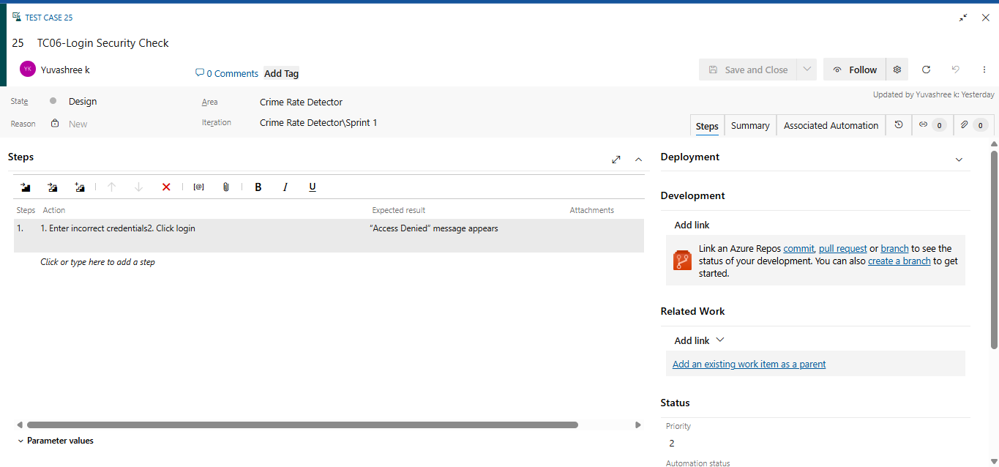 TEST CASE 25
25 TC06-Login Security Check
YK Yuvashree k
0 Comments Add Tag
Save and Close
Follow
State Design
Area Crime Rate Detector
Updated by Yuvashree k: Yesterday
Reason New
Iteration Crime Rate Detector\Sprint 1
Steps Summary Associated Automation 0 0
Steps
B I U
Steps Action Expected result Attachments
1. 1. Enter incorrect credentials2. Click login “Access Denied” message appears
Click or type here to add a step
Parameter values
Deployment
Development
Add link
Link an Azure Repos commit, pull request or branch to see the
status of your development. You can also create a branch to get
started.
Related Work
Add link
Add an existing work item as a parent
Status
Priority
2
Automation status